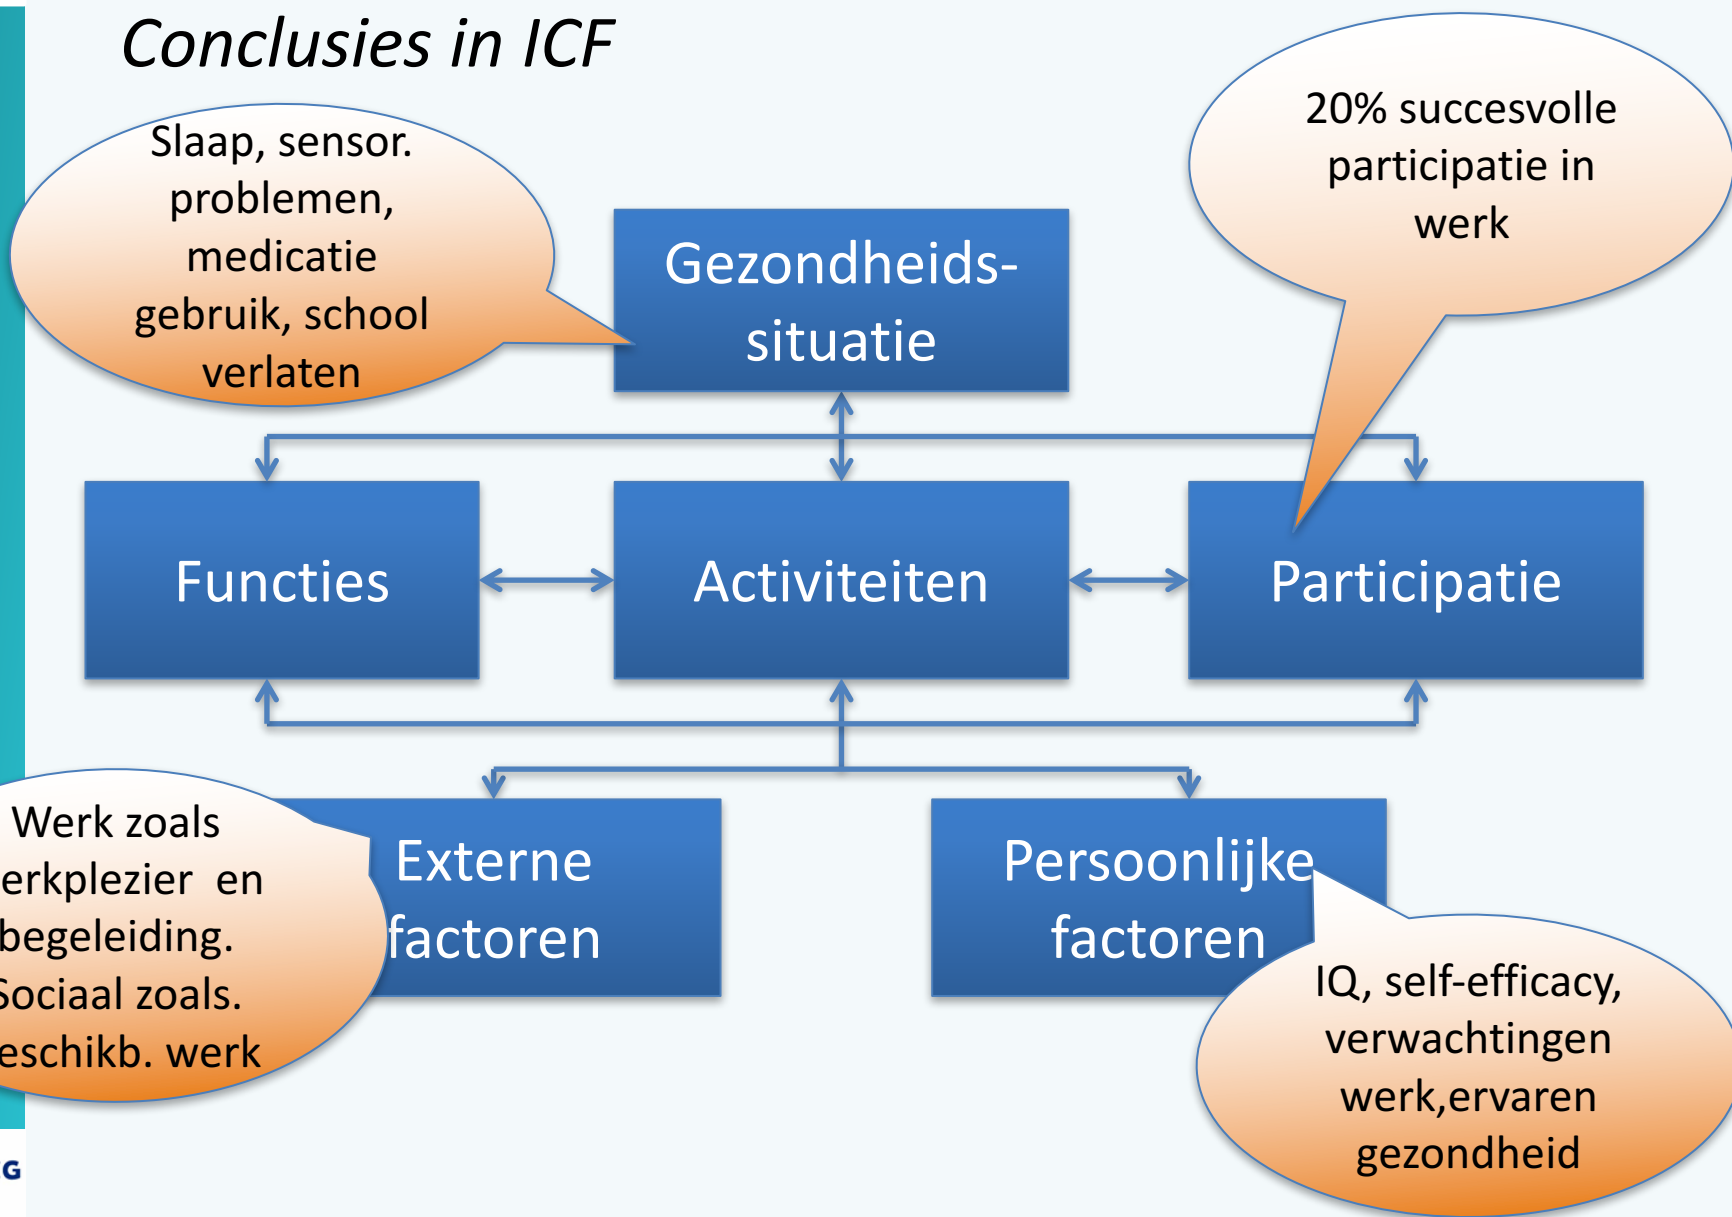 Conclusies in ICF
Slaap, sensor.
problemen,
medicatie
gebruik, school
verlaten
20% succesvolle
participatie in
werk
Gezondheids-
situatie
Functies
Activiteiten
Participatie
Werk zoals
erkplezier en
begeleiding.
Sociaal zoals.
eschikb. werk
Externe
factoren
Persoonlijke
factoren
IQ, self-efficacy,
verwachtingen
werk,ervaren
gezondheid
G